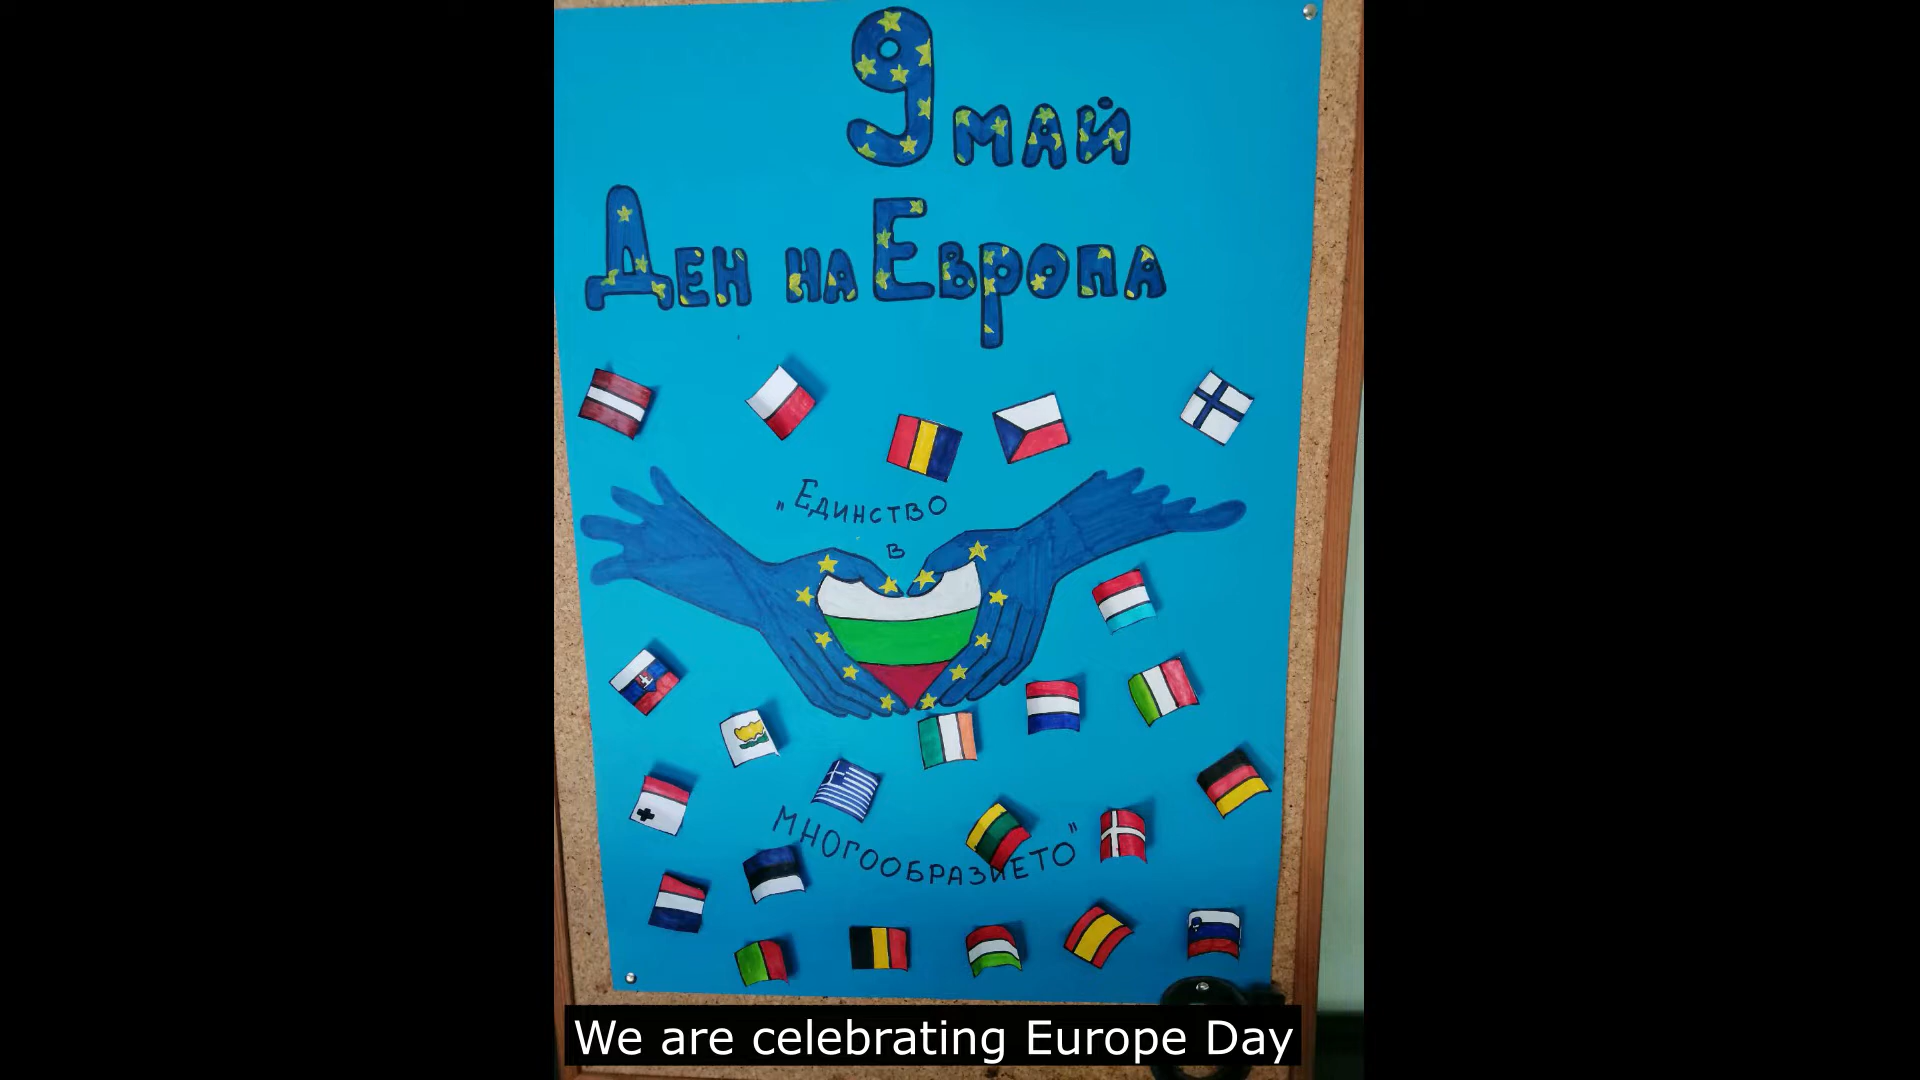 9 май
Ден на Европа
„Единство
в
многообразието"
We are celebrating Europe Day